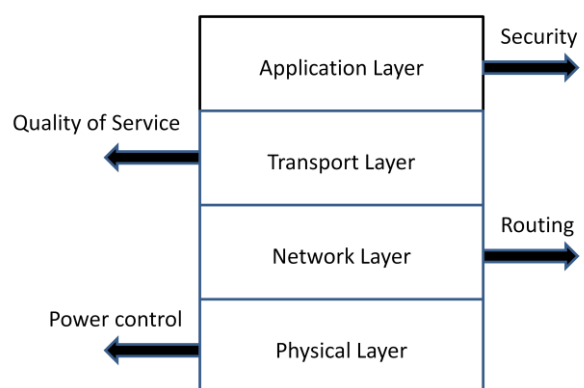 Security
Application Layer
Quality of Service
Transport Layer
Routing
Network Layer
Power control
Physical Layer